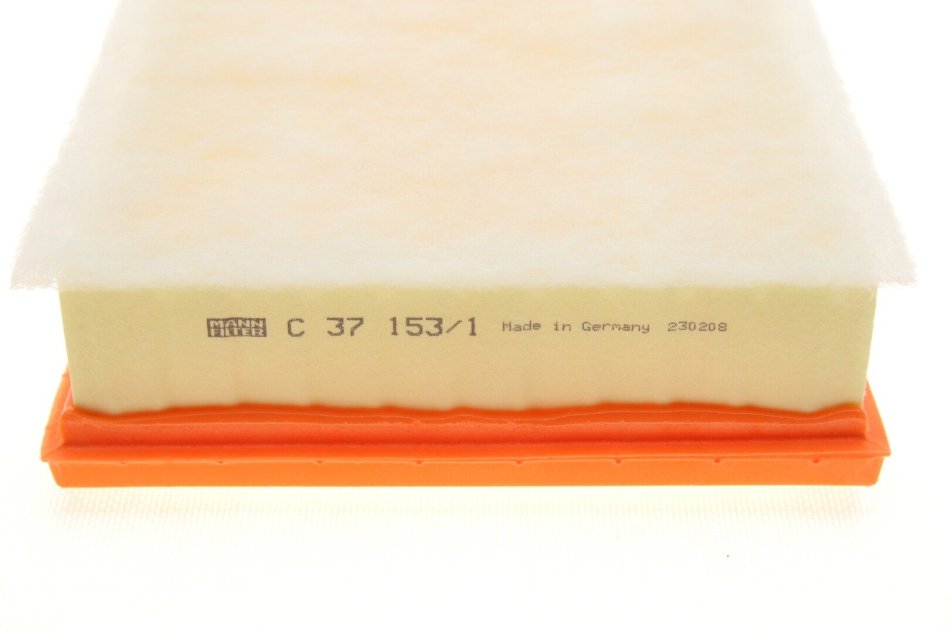 MANN FILTER C 37 153/1 Made in Germany 230208